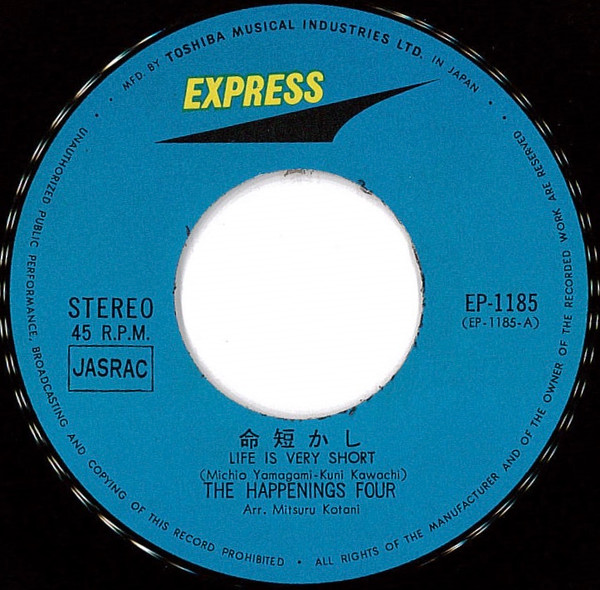 MFD. BY TOSHIBA MUSICAL INDUSTRIES LTD. IN JAPAN •
EXPRESS
STEREO
45 R.P.M.
JASRAC
EP-1185
(EP-1185-A)
命短かし
LIFE IS VERY SHORT
(Michio Yamagami-Kuni Kawachi)
THE HAPPENINGS FOUR
Arr. Mitsuru Kotani
• ALL RIGHTS OF THE MANUFACTURER AND OF THE OWNER OF THE RECORDED WORK ARE RESERVED
UNAUTHORIZED PUBLIC PERFORMANCE, BROADCASTING AND COPYING OF THIS RECORD PROHIBITED